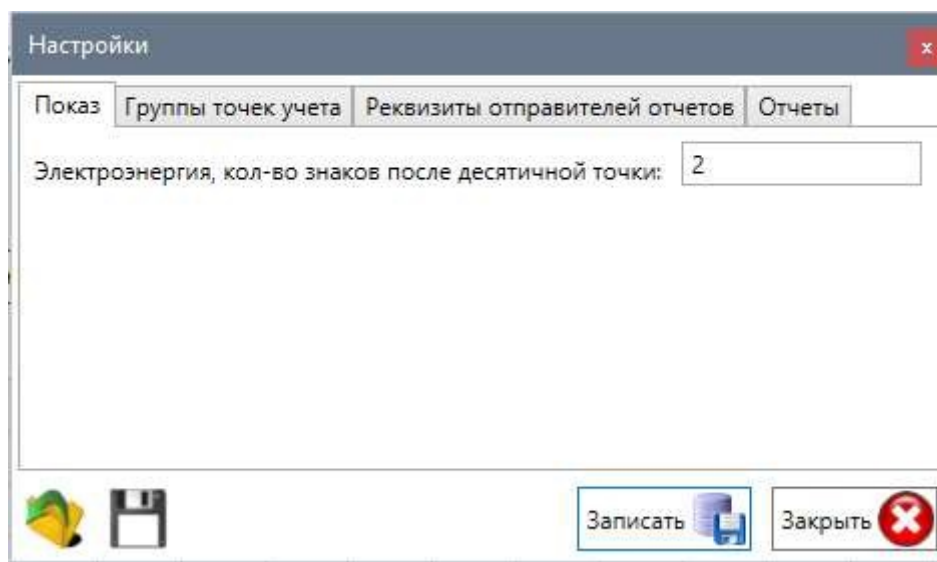 Настройки
x
Показ Группы точек учета Реквизиты отправителей отчетов Отчеты
Электроэнергия, кол-во знаков после десятичной точки: 2
Записать Закрыть